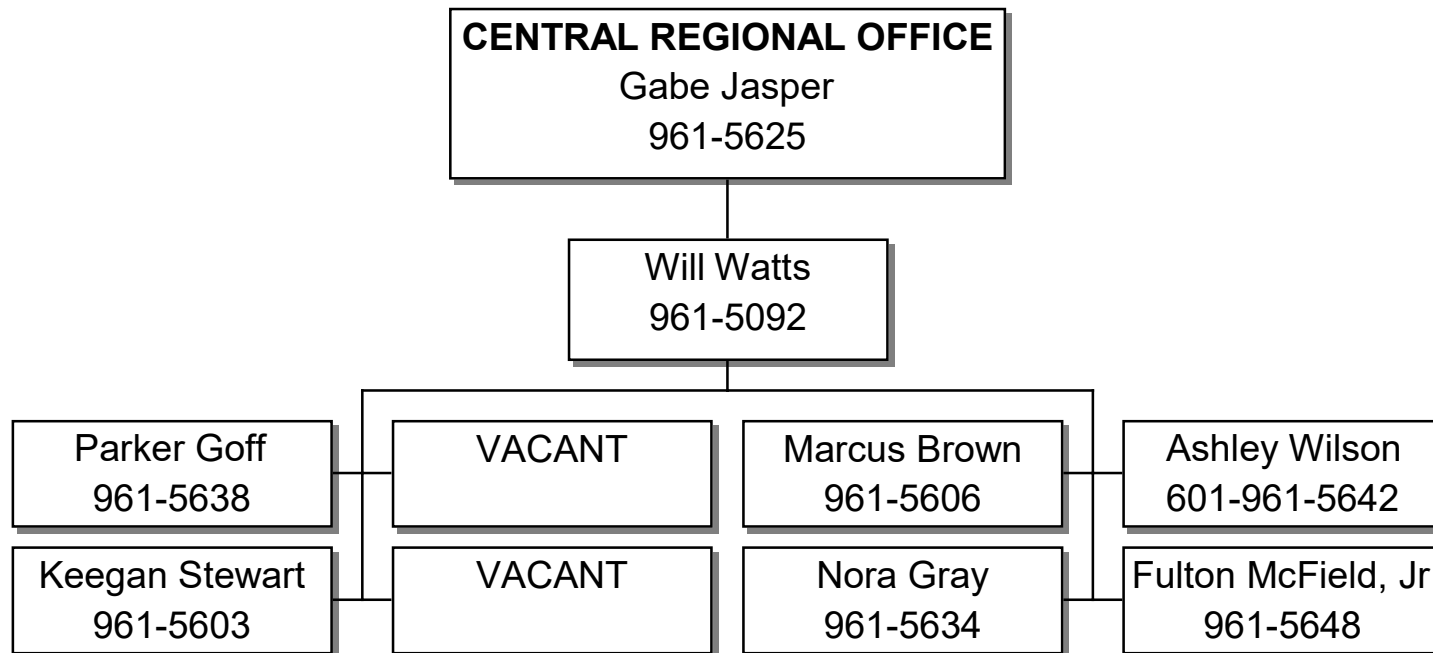 CENTRAL REGIONAL OFFICE
Gabe Jasper
961-5625
Will Watts
961-5092
Parker Goff
961-5638
VACANT
Marcus Brown
961-5606
Ashley Wilson
601-961-5642
Keegan Stewart
961-5603
VACANT
Nora Gray
961-5634
Fulton McField, Jr
961-5648